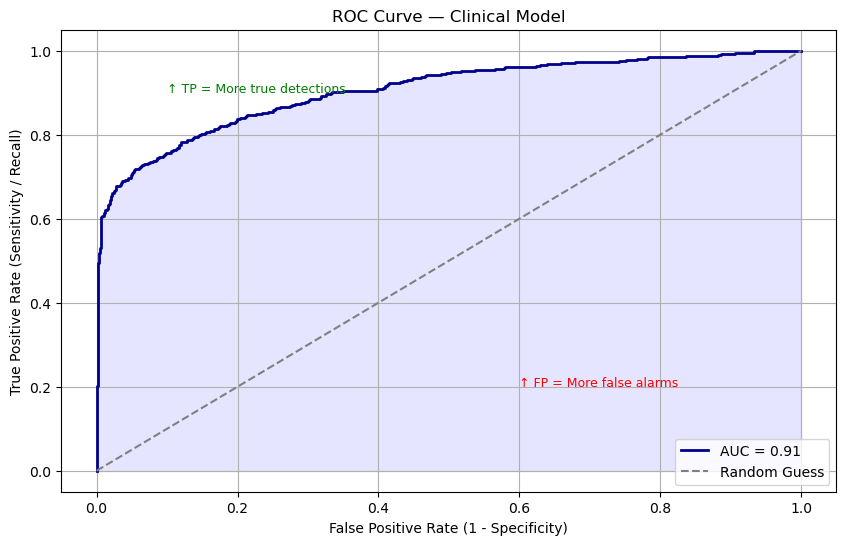 ROC Curve — Clinical Model
1.0
↑ TP = More true detections
0.8
0.6
0.4
0.2
↑ FP = More false alarms
0.0
AUC = 0.91
Random Guess
0.0 0.2 0.4 0.6 0.8 1.0
False Positive Rate (1 - Specificity)
True Positive Rate (Sensitivity / Recall)